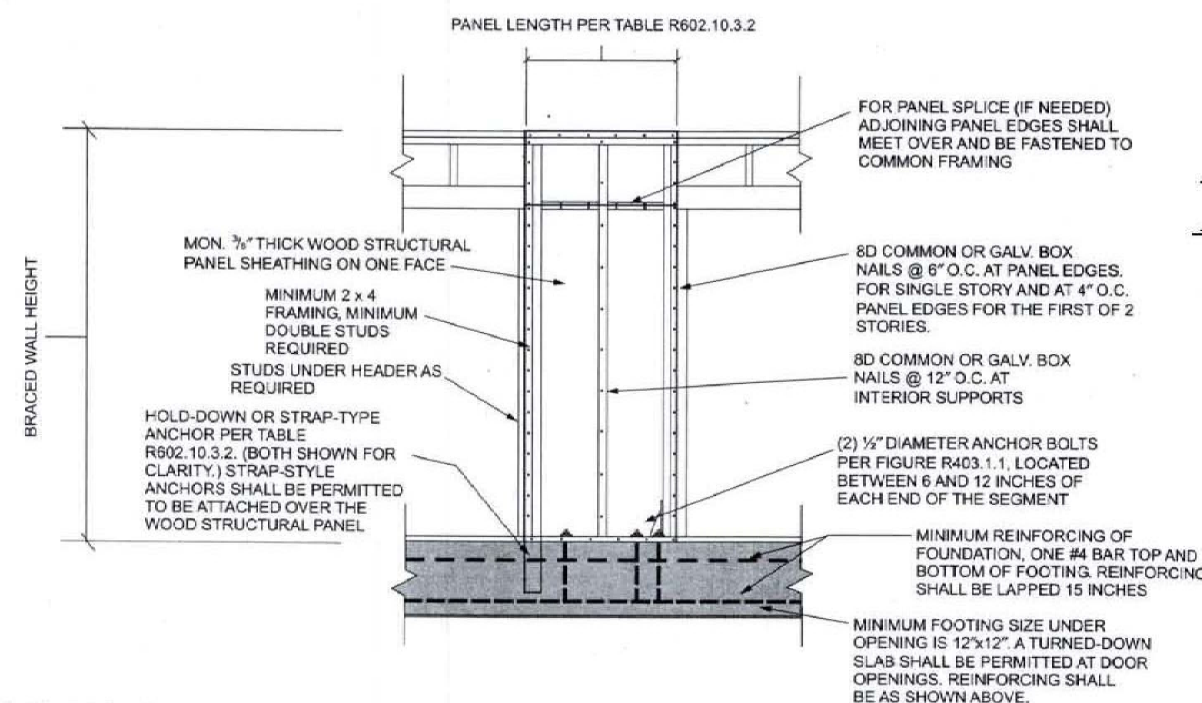 PANEL LENGTH PER TABLE R602.10.3.2
FOR PANEL SPLICE (IF NEEDED)
ADJOINING PANEL EDGES SHALL
MEET OVER AND BE FASTENED TO
COMMON FRAMING
MON. 3/8" THICK WOOD STRUCTURAL
PANEL SHEATHING ON ONE FACE
MINIMUM 2 x 4
FRAMING, MINIMUM
DOUBLE STUDS
REQUIRED
STUDS UNDER HEADER AS
REQUIRED
HOLD-DOWN OR STRAP-TYPE
ANCHOR PER TABLE
R602.10.3.2. (BOTH SHOWN FOR
CLARITY.) STRAP-STYLE
ANCHORS SHALL BE PERMITTED
TO BE ATTACHED OVER THE
WOOD STRUCTURAL PANEL
BRACED WALL HEIGHT
8D COMMON OR GALV. BOX
NAILS @ 6" O.C. AT PANEL EDGES.
FOR SINGLE STORY AND AT 4" O.C.
PANEL EDGES FOR THE FIRST OF 2
STORIES.
8D COMMON OR GALV. BOX
NAILS @ 12" O.C. AT
INTERIOR SUPPORTS
(2) ½" DIAMETER ANCHOR BOLTS
PER FIGURE R403.1.1, LOCATED
BETWEEN 6 AND 12 INCHES OF
EACH END OF THE SEGMENT
MINIMUM REINFORCING OF
FOUNDATION, ONE #4 BAR TOP AND
BOTTOM OF FOOTING. REINFORCING
SHALL BE LAPPED 15 INCHES
MINIMUM FOOTING SIZE UNDER
OPENING IS 12"x12". A TURNED-DOWN
SLAB SHALL BE PERMITTED AT DOOR
OPENINGS. REINFORCING SHALL
BE AS SHOWN ABOVE.